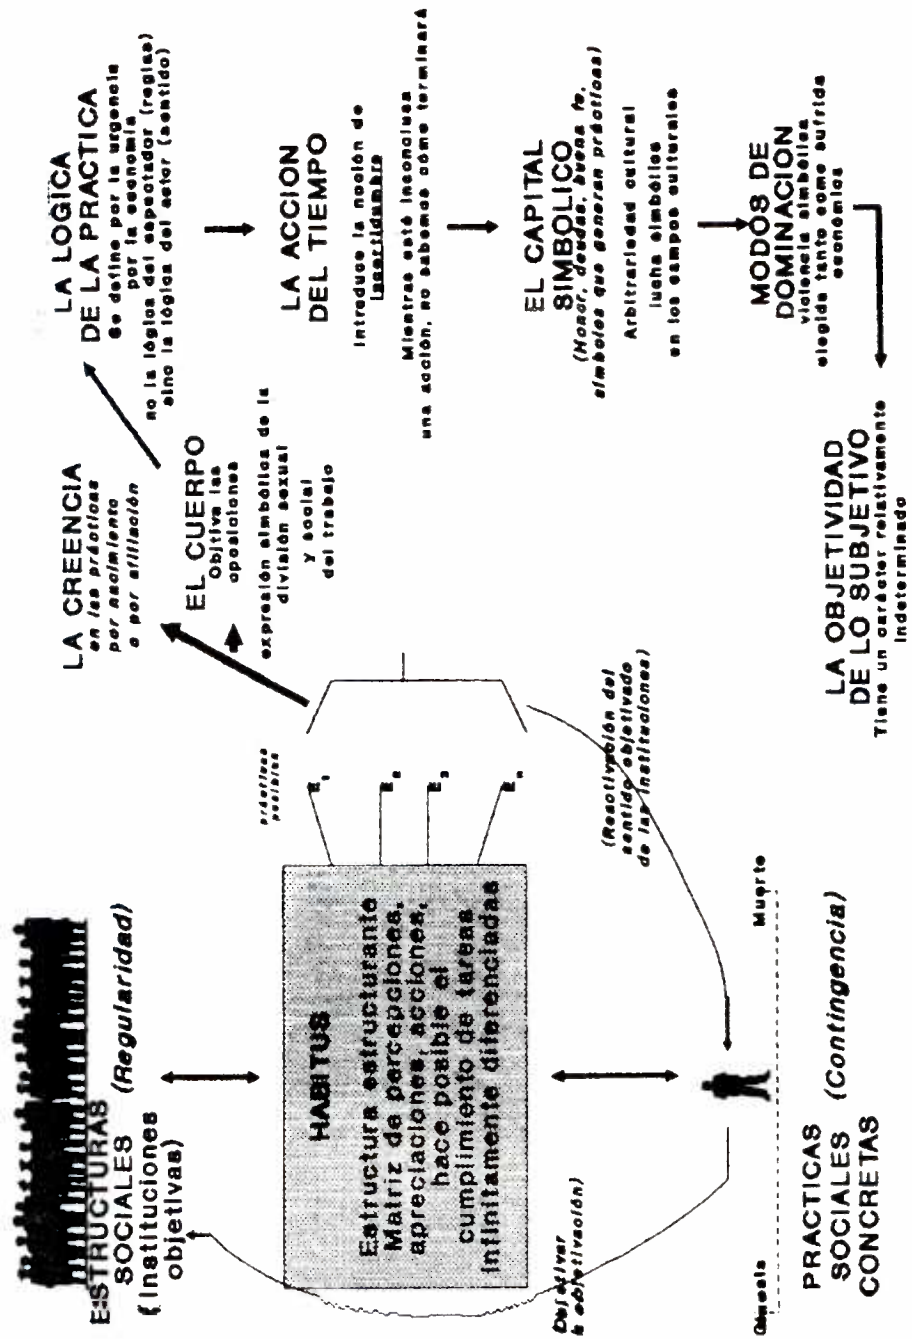 ESTRUCTURAS
SOCIALES (Regularidad)
(Instituciones
objetivas)
HABITUS
Estructura estructurante
Matriz de percepciones,
apreciaciones, acciones,
hace posible el
cumplimiento de tareas
infinitamente diferenciadas
prácticas
posibles
E1
E2
E3
En
Objetivar
la objetivación)
(Reactivación del
sentido objetivado
de las instituciones)
Génesis
Muerte
PRACTICAS
SOCIALES (Contingencia)
CONCRETAS
LA CREENCIA
en las prácticas
por nacimiento
o por afiliación
EL CUERPO
Objtiva las
oposiciones
expresión simbólica de la
división sexual
y social
del trabajo
LA LOGICA
DE LA PRACTICA
Se define por la urgencia
por la economía
no la lógica del espectador (reglas)
sino la lógica del actor (sentido)
LA ACCION
DEL TIEMPO
Introduce la noción de
incertidumbre
Mientras esté inconclusa
una acción, no sabemos cómo terminará
EL CAPITAL
SIMBOLICO
(Honor, deudas, buena fe,
símbolos que generan prácticas)
Arbitrariedad cultural
lucha simbólica
en los campos culturales
MODOS DE
DOMINACION
violencia simbólica
elegida tanto como sufrida
económica
LA OBJETIVIDAD
DE LO SUBJETIVO
Tiene un carácter relativamente
indeterminado